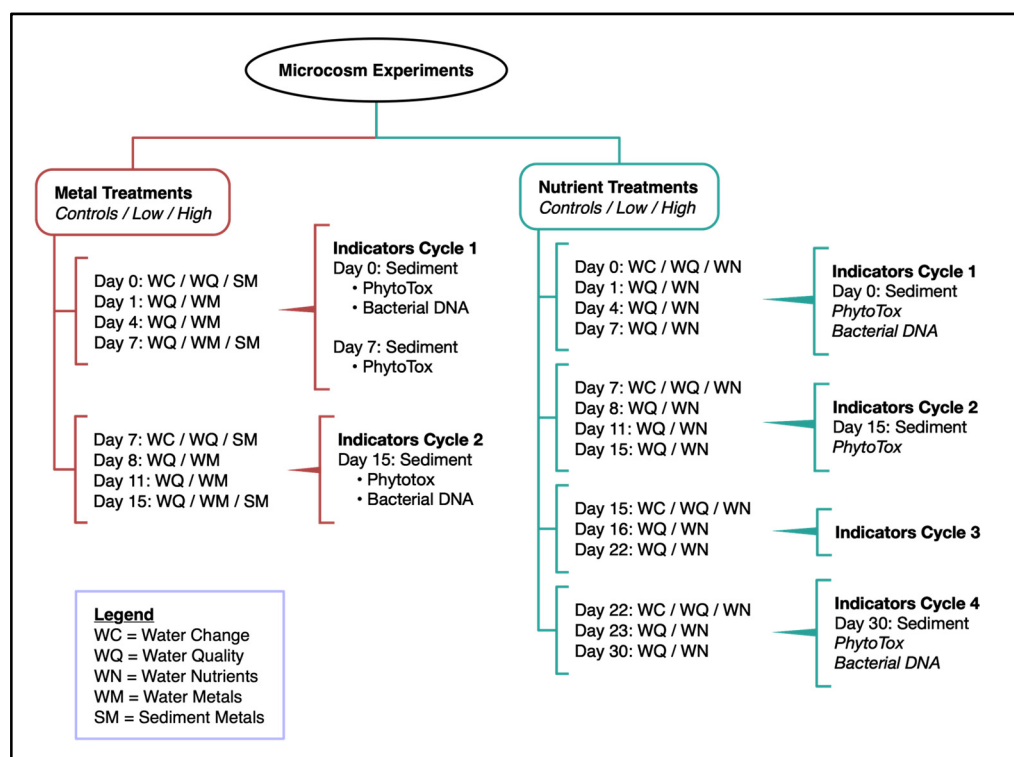 Microcosm Experiments
Metal Treatments
Controls / Low / High
Day 0: WC / WQ / SM
Day 1: WQ / WM
Day 4: WQ / WM
Day 7: WQ / WM / SM
Indicators Cycle 1
Day 0: Sediment
• PhytoTox
• Bacterial DNA
Day 7: Sediment
• PhytoTox
Day 7: WC / WQ / SM
Day 8: WQ / WM
Day 11: WQ / WM
Day 15: WQ / WM / SM
Indicators Cycle 2
Day 15: Sediment
• Phytotox
• Bacterial DNA
Nutrient Treatments
Controls / Low / High
Day 0: WC / WQ / WN
Day 1: WQ / WN
Day 4: WQ / WN
Day 7: WQ / WN
Indicators Cycle 1
Day 0: Sediment
PhytoTox
Bacterial DNA
Day 7: WC / WQ / WN
Day 8: WQ / WN
Day 11: WQ / WN
Day 15: WQ / WN
Indicators Cycle 2
Day 15: Sediment
PhytoTox
Day 15: WC / WQ / WN
Day 16: WQ / WN
Day 22: WQ / WN
Indicators Cycle 3
Day 22: WC / WQ / WN
Day 23: WQ / WN
Day 30: WQ / WN
Indicators Cycle 4
Day 30: Sediment
PhytoTox
Bacterial DNA
Legend
WC = Water Change
WQ = Water Quality
WN = Water Nutrients
WM = Water Metals
SM = Sediment Metals